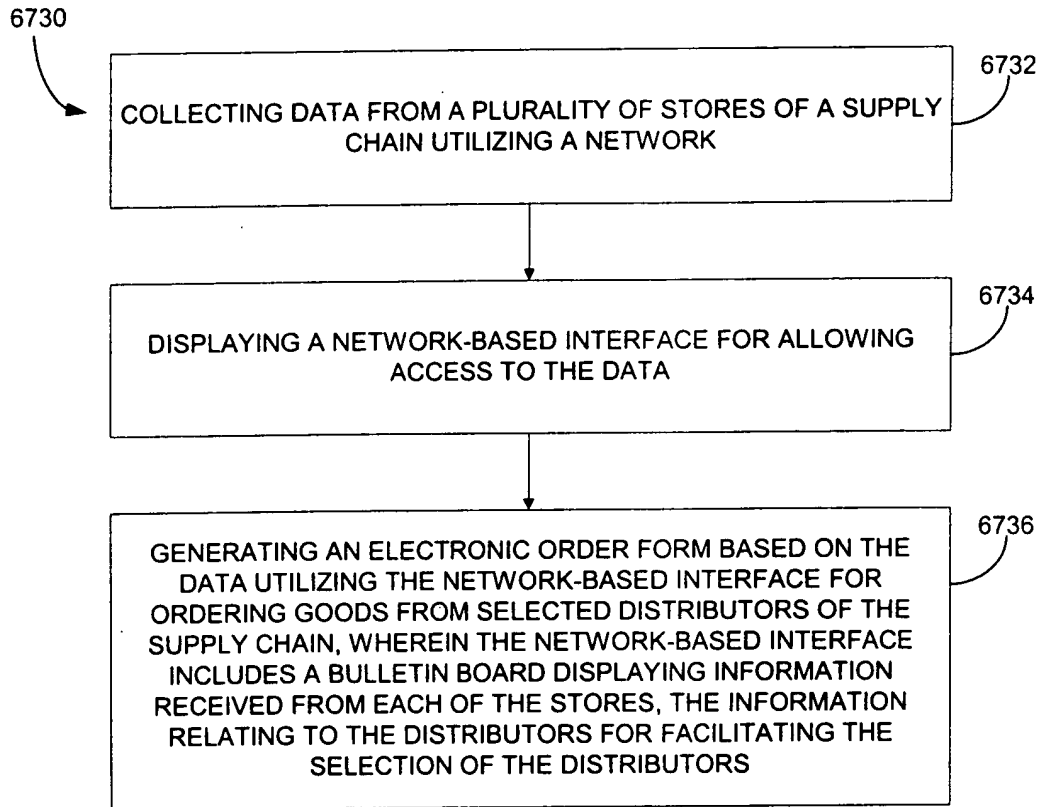 6730
6732
COLLECTING DATA FROM A PLURALITY OF STORES OF A SUPPLY
CHAIN UTILIZING A NETWORK
6734
DISPLAYING A NETWORK-BASED INTERFACE FOR ALLOWING
ACCESS TO THE DATA
6736
GENERATING AN ELECTRONIC ORDER FORM BASED ON THE
DATA UTILIZING THE NETWORK-BASED INTERFACE FOR
ORDERING GOODS FROM SELECTED DISTRIBUTORS OF THE
SUPPLY CHAIN, WHEREIN THE NETWORK-BASED INTERFACE
INCLUDES A BULLETIN BOARD DISPLAYING INFORMATION
RECEIVED FROM EACH OF THE STORES, THE INFORMATION
RELATING TO THE DISTRIBUTORS FOR FACILITATING THE
SELECTION OF THE DISTRIBUTORS